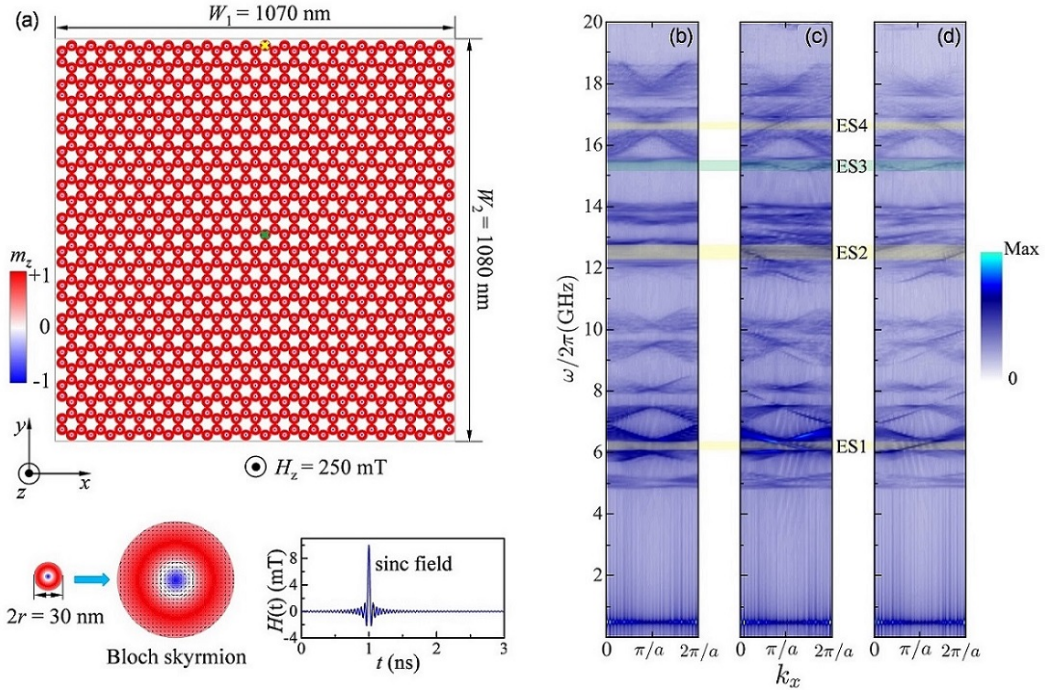 (a)
W1 = 1070 nm
W2 = 1080 nm
mz
+1
0
-1
y
z
x
Hz = 250 mT
2r = 30 nm
Bloch skyrmion
H(t) (mT)
8
4
0
-4
sinc field
0 1 2 3
t (ns)
(b) (c) (d)
ω/2π(GHz)
20
18
16
14
12
10
8
6
4
2
ES4
ES3
ES2
ES1
0 π/a 2π/a 0 π/a 2π/a 0 π/a 2π/a
kx
Max
0